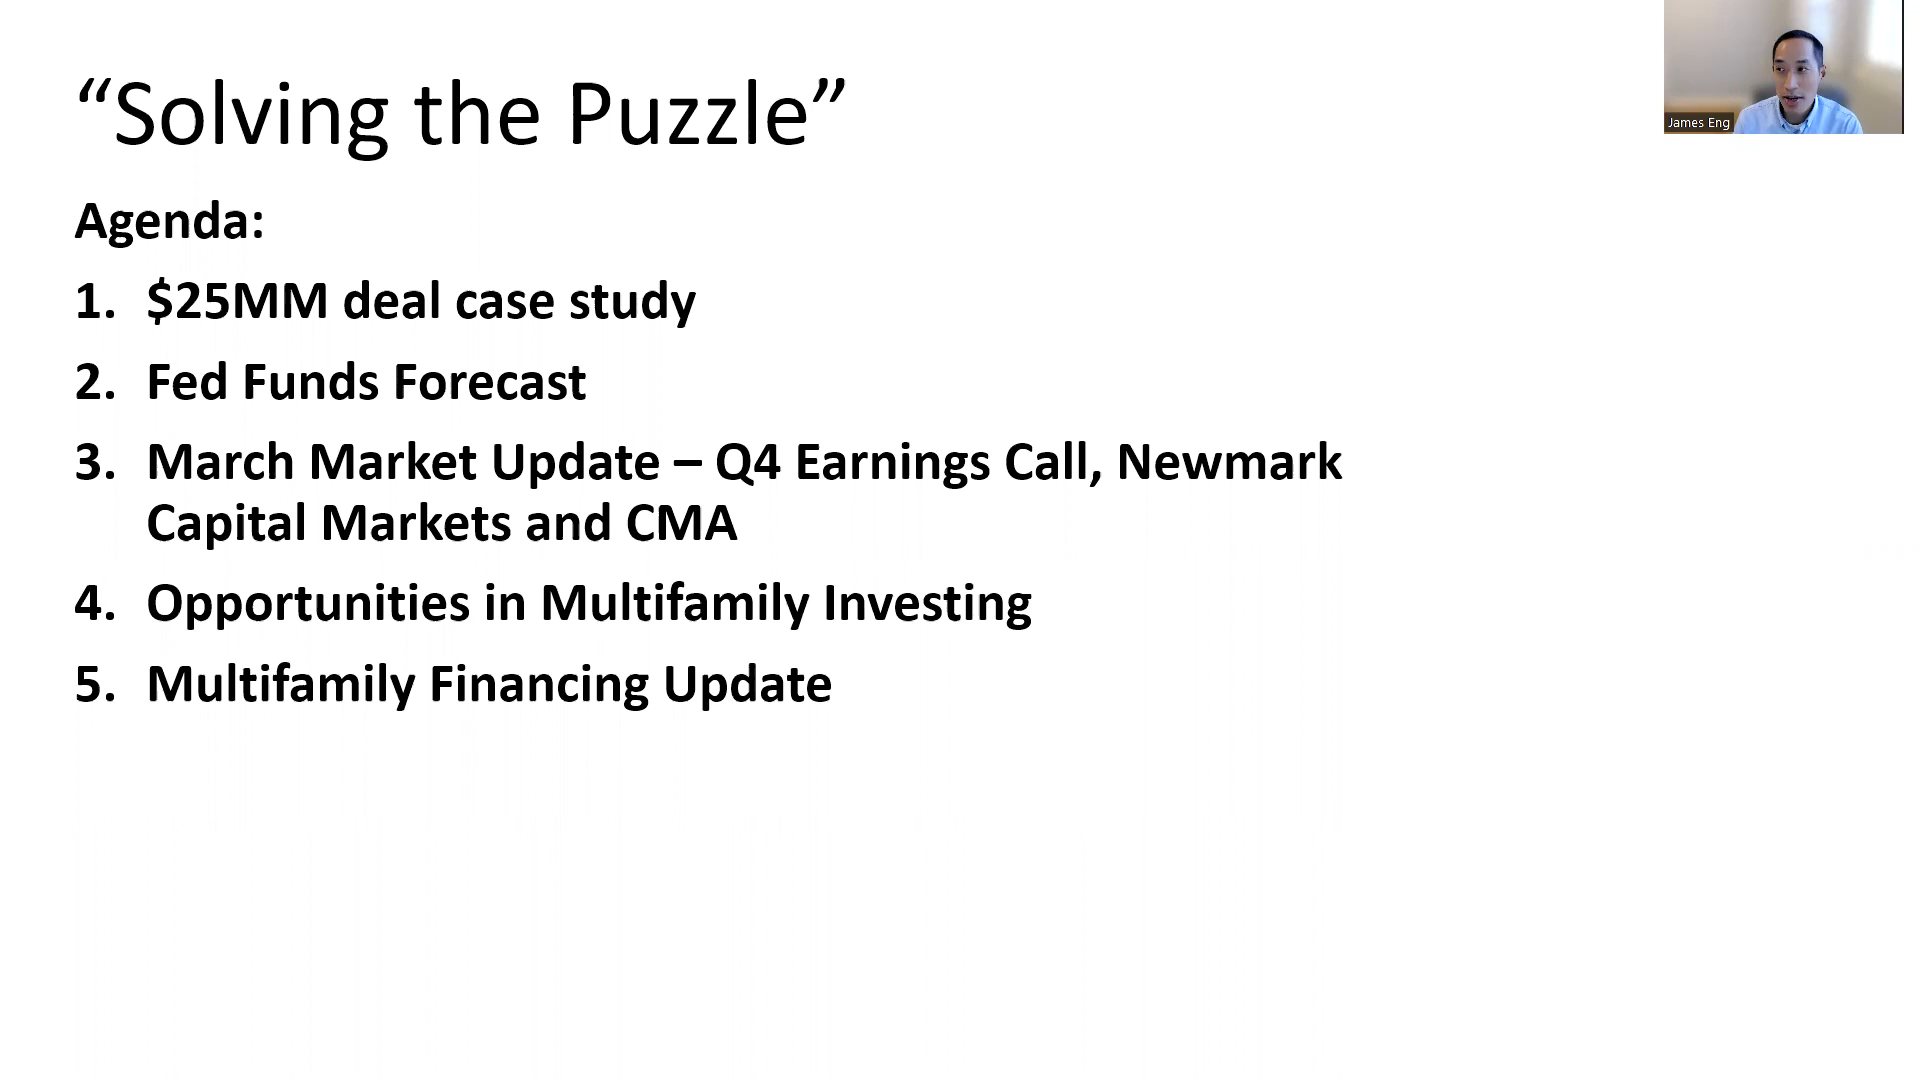 “Solving the Puzzle”
James Eng
Agenda:
1. $25MM deal case study
2. Fed Funds Forecast
3. March Market Update – Q4 Earnings Call, Newmark
Capital Markets and CMA
4. Opportunities in Multifamily Investing
5. Multifamily Financing Update